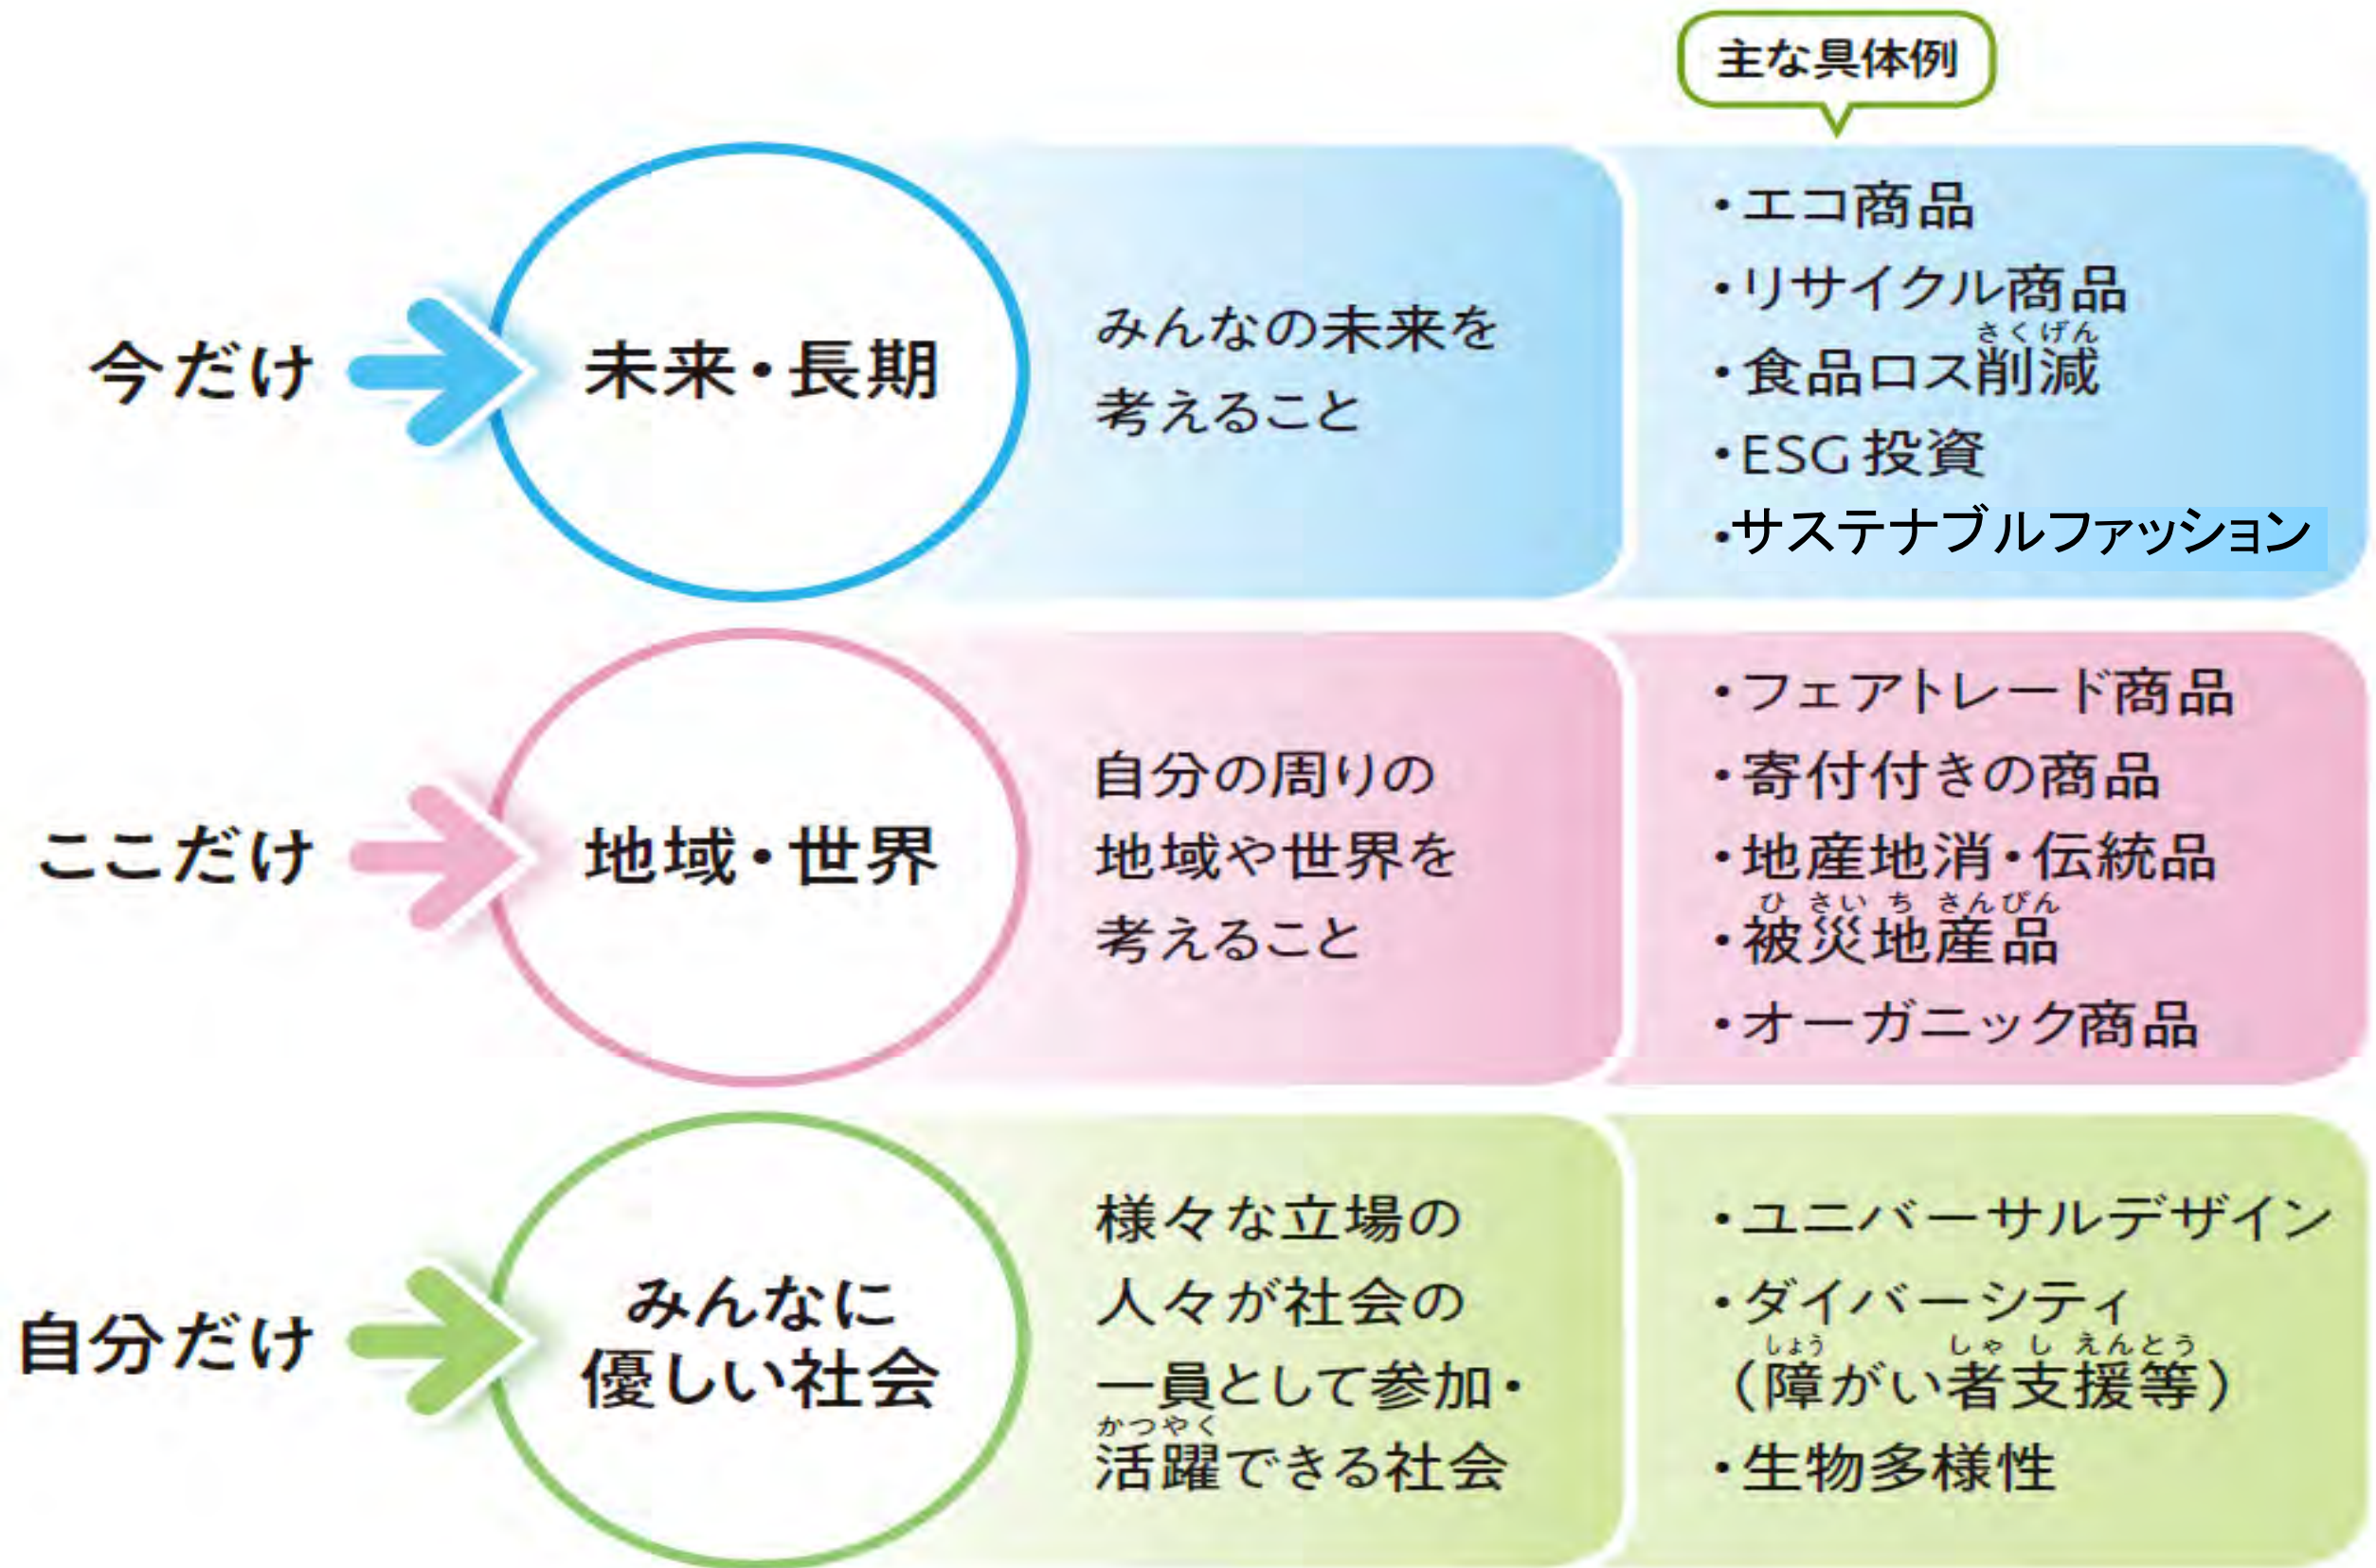 主な具体例
今だけ
未来・長期
みんなの未来を
考えること
・エコ商品
・リサイクル商品
さくげん
・食品ロス削減
・ESG投資
・サステナブルファッション
ここだけ
地域・世界
自分の周りの
地域や世界を
考えること
・フェアトレード商品
・寄付付きの商品
・地産地消・伝統品
ひ さい ち さんぴん
・被災地産品
・オーガニック商品
自分だけ
みんなに
優しい社会
様々な立場の
人々が社会の
一員として参加・
かつやく
活躍できる社会
・ユニバーサルデザイン
・ダイバーシティ
しょう しゃ し えんとう
（障がい者支援等）
・生物多様性